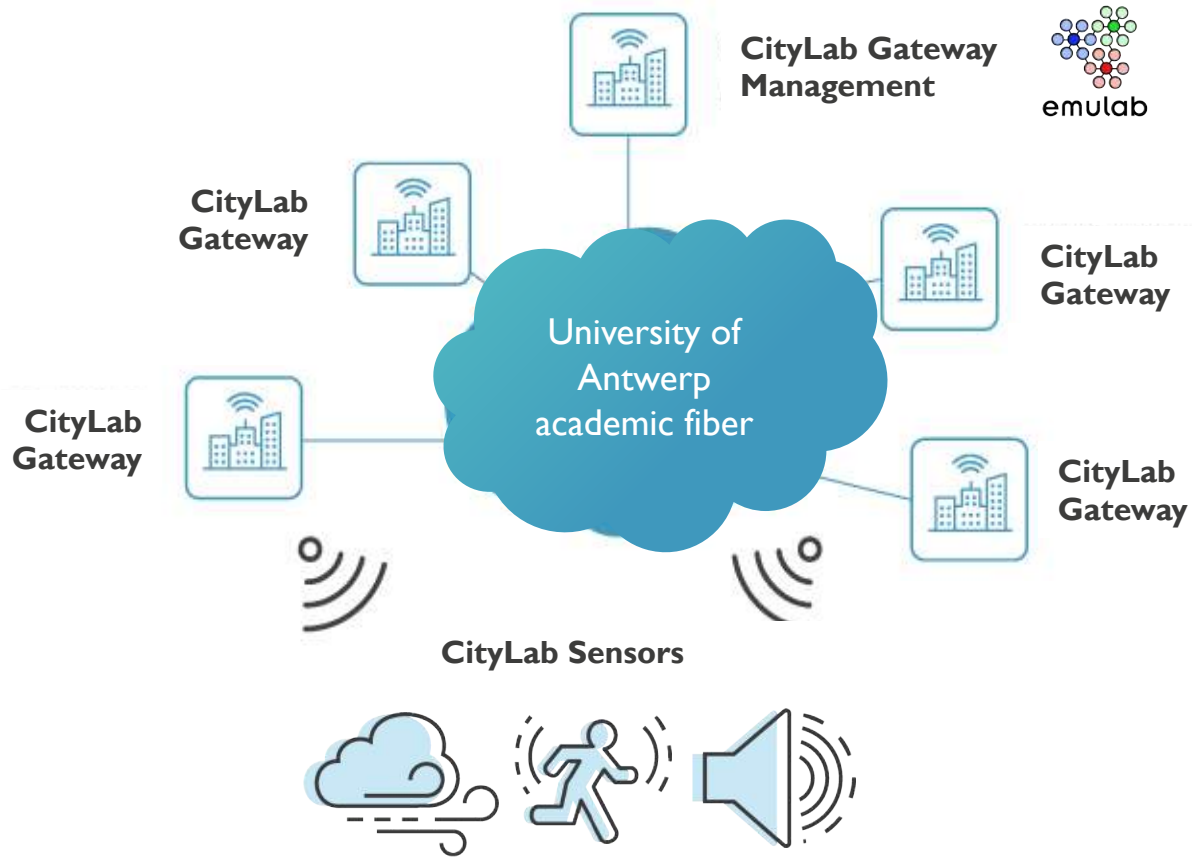 CityLab Gateway
Management
emulab
CityLab
Gateway
CityLab
Gateway
University of
Antwerp
academic fiber
CityLab
Gateway
CityLab
Gateway
CityLab Sensors